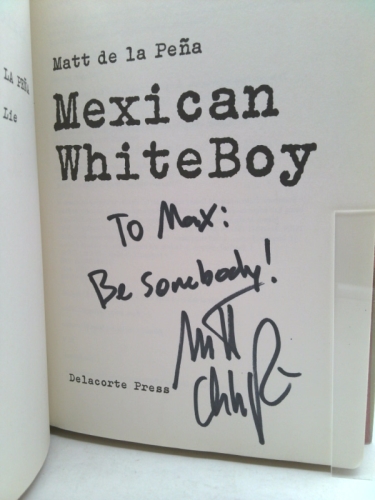 LA PEÑA
Lie
Matt de la Peña
Mexican
WhiteBoy
To Max:
Be Somebody!
Delacorte Press